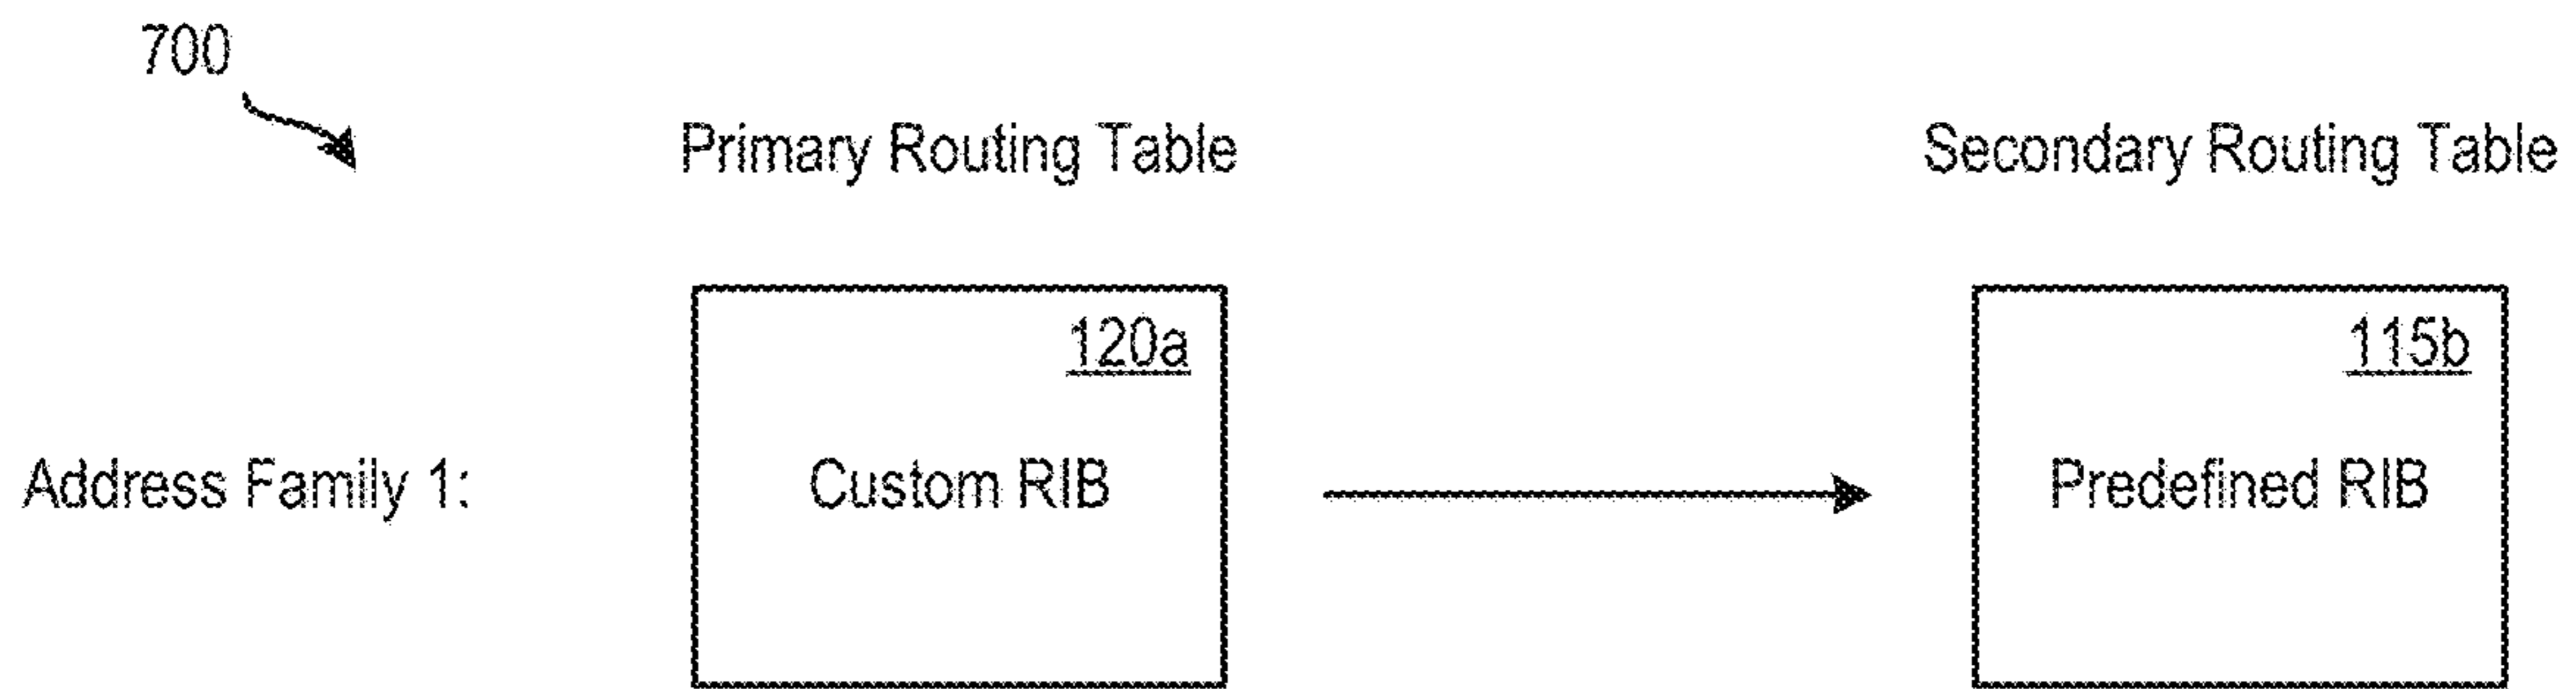 700
Primary Routing Table
Secondary Routing Table
120a
115b
Address Family 1:
Custom RIB
Predefined RIB